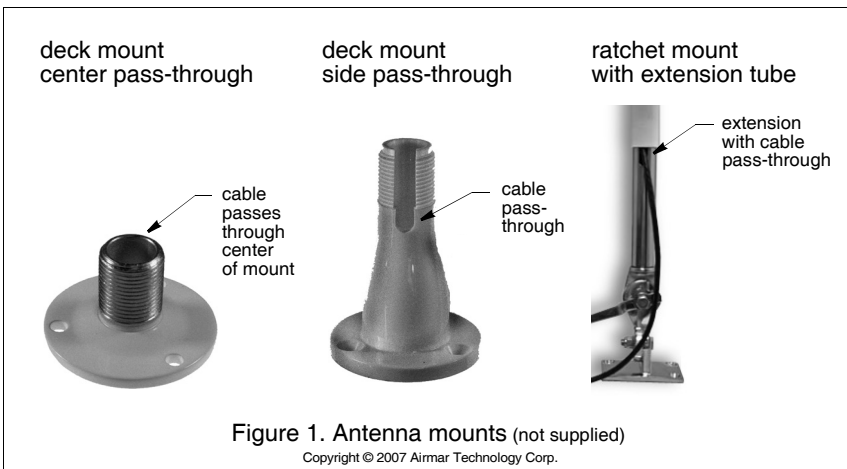 deck mount
center pass-through
deck mount
side pass-through
ratchet mount
with extension tube
cable
passes
through
center
of mount
cable
pass-
through
extension
with cable
pass-through
Figure 1. Antenna mounts (not supplied)
Copyright © 2007 Airmar Technology Corp.